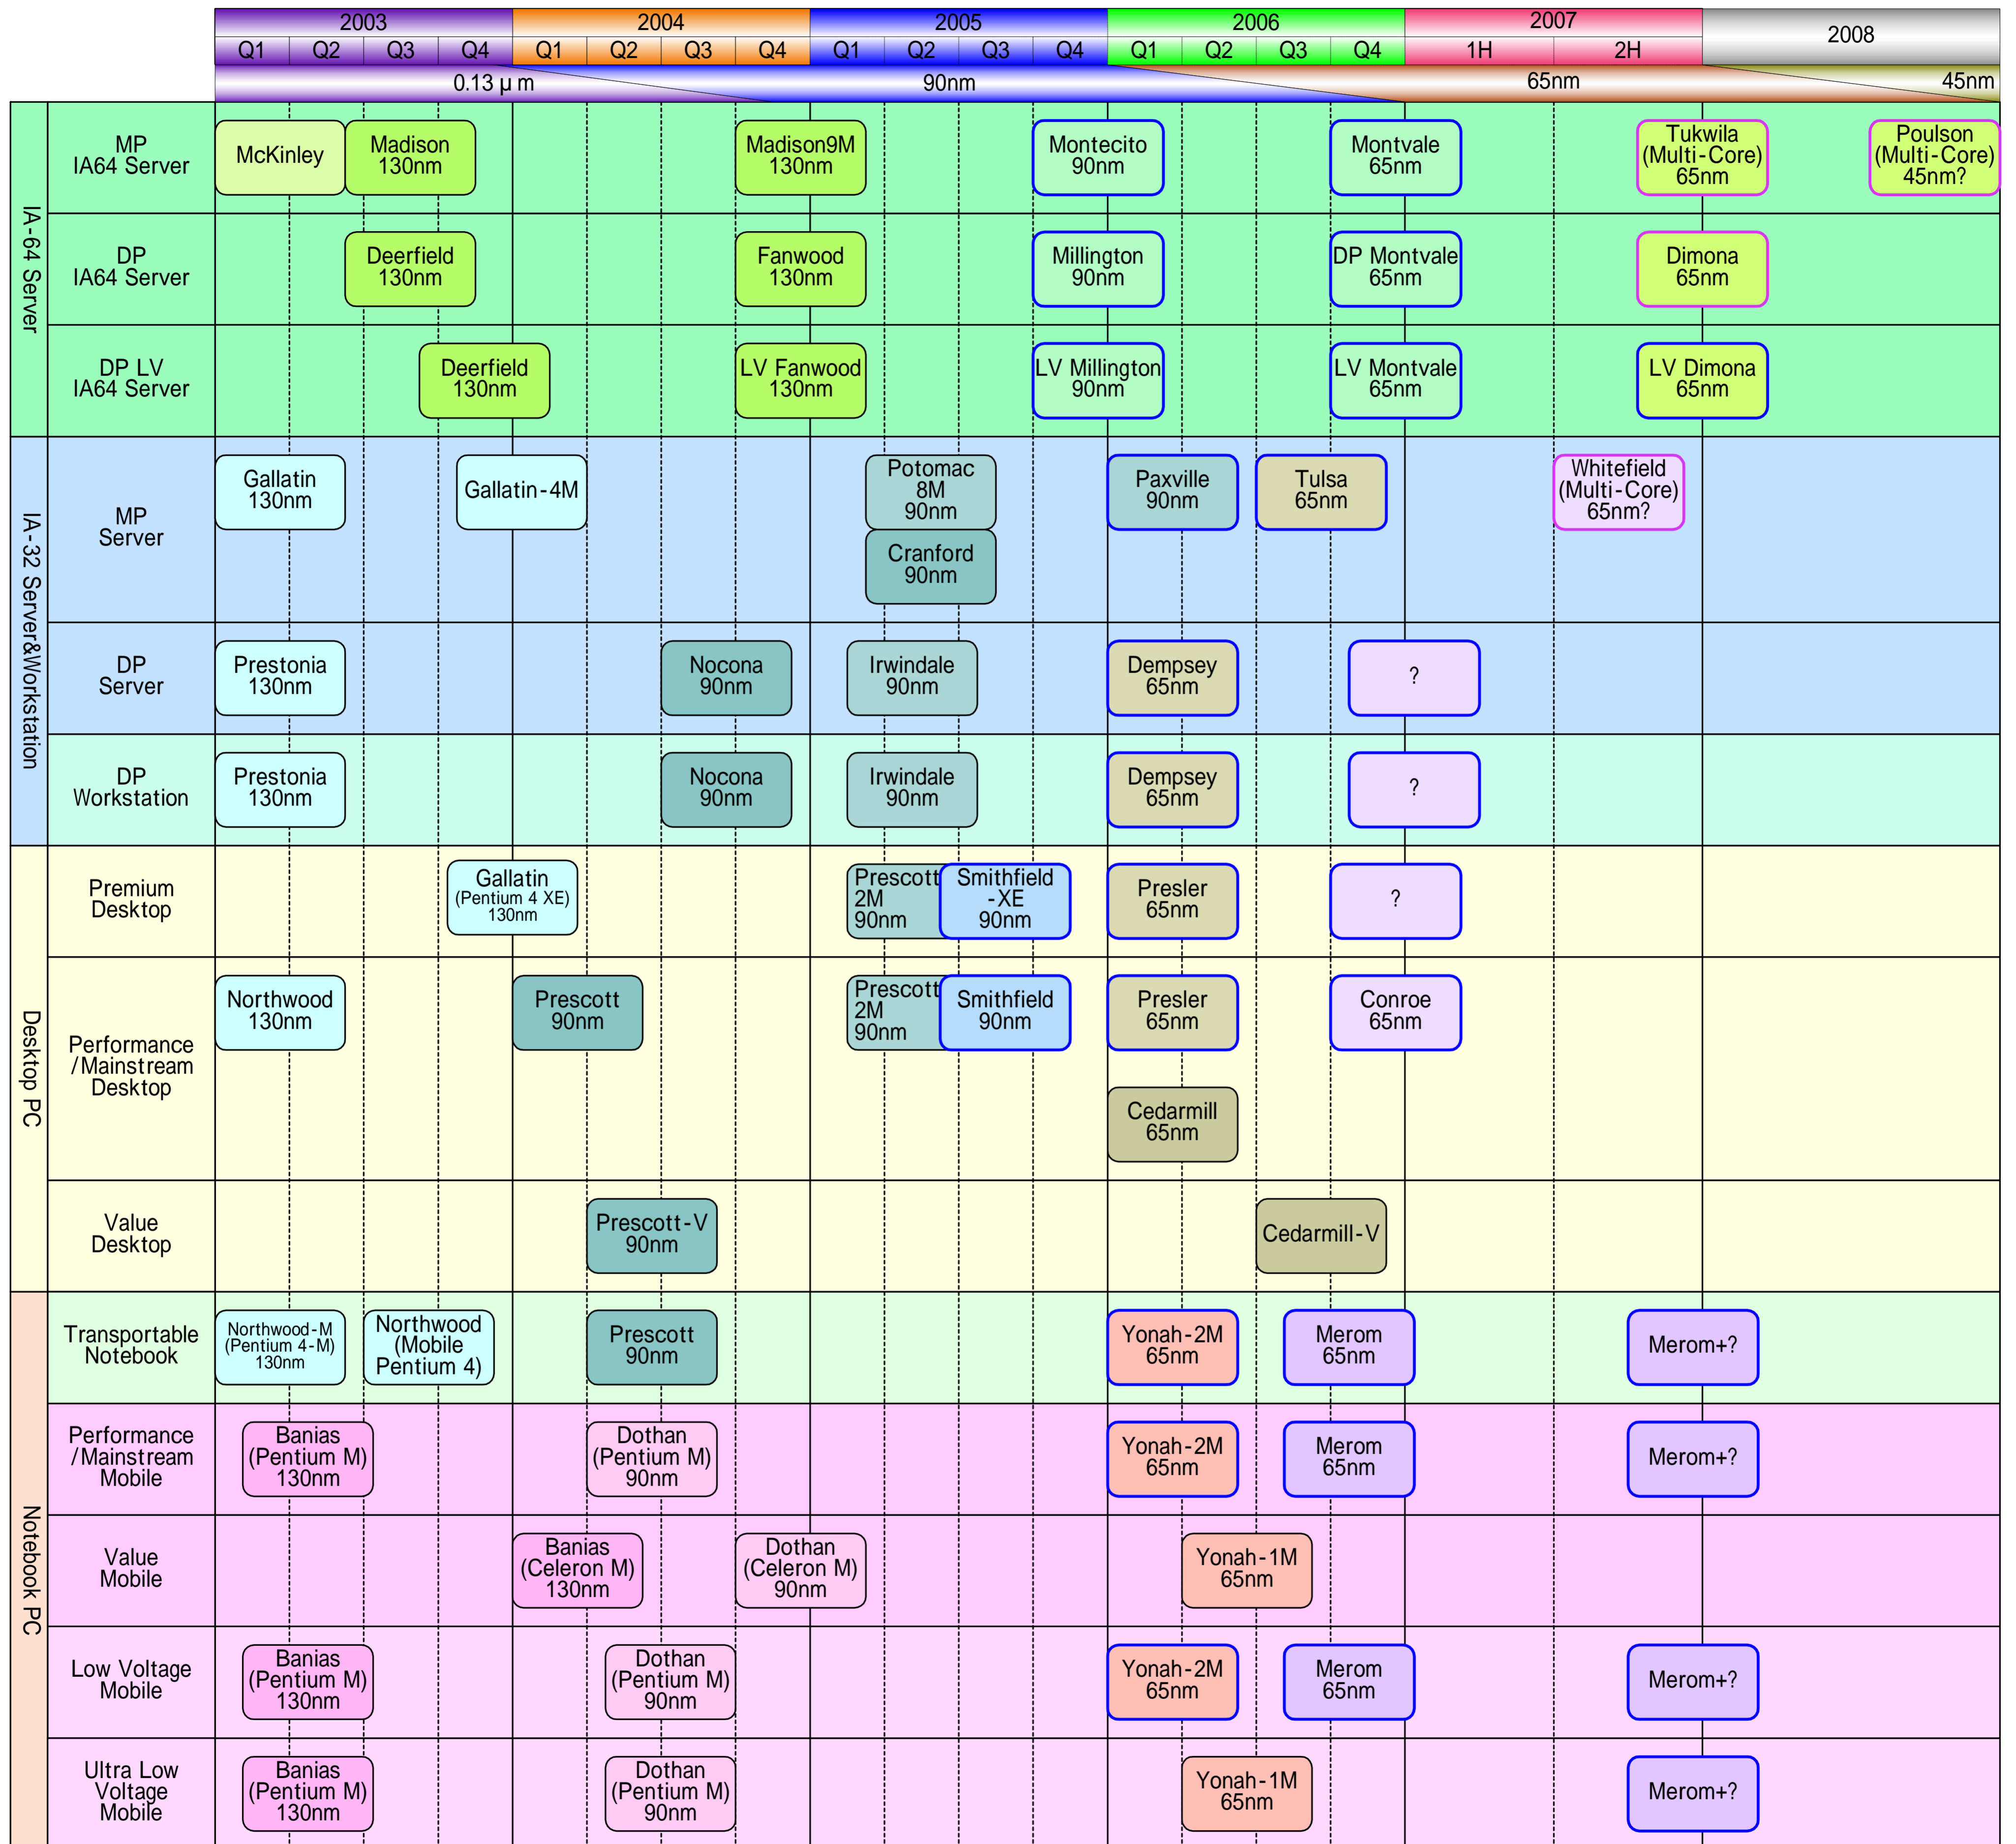 2003
2004
2005
2006
2007
2008
Q1
Q2
Q3
Q4
Q1
Q2
Q3
Q4
Q1
Q2
Q3
Q4
Q1
Q2
Q3
Q4
1H
2H
0.13 μ m
90nm
65nm
45nm
IA-64 Server
MP
IA64 Server
McKinley
Madison
130nm
Madison9M
130nm
Montecito
90nm
Montvale
65nm
Tukwila
(Multi-Core)
65nm
Poulson
(Multi-Core)
45nm?
DP
IA64 Server
Deerfield
130nm
Fanwood
130nm
Millington
90nm
DP Montvale
65nm
Dimona
65nm
DP LV
IA64 Server
Deerfield
130nm
LV Fanwood
130nm
LV Millington
90nm
LV Montvale
65nm
LV Dimona
65nm
IA-32 Server&Workstation
MP
Server
Gallatin
130nm
Gallatin-4M
Potomac
8M
90nm
Cranford
90nm
Paxville
90nm
Tulsa
65nm
Whitefield
(Multi-Core)
65nm?
DP
Server
Prestonia
130nm
Nocona
90nm
Irwindale
90nm
Dempsey
65nm
?
DP
Workstation
Prestonia
130nm
Nocona
90nm
Irwindale
90nm
Dempsey
65nm
?
Desktop PC
Premium
Desktop
Gallatin
(Pentium 4 XE)
130nm
Prescott
2M
90nm
Smithfield
-XE
90nm
Presler
65nm
?
Performance
/Mainstream
Desktop
Northwood
130nm
Prescott
90nm
Prescott
2M
90nm
Smithfield
90nm
Presler
65nm
Conroe
65nm
Cedarmill
65nm
Value
Desktop
Prescott-V
90nm
Cedarmill-V
Notebook PC
Transportable
Notebook
Northwood-M
(Pentium 4-M)
130nm
Northwood
(Mobile
Pentium 4)
Prescott
90nm
Yonah-2M
65nm
Merom
65nm
Merom+?
Performance
/Mainstream
Mobile
Banias
(Pentium M)
130nm
Dothan
(Pentium M)
90nm
Yonah-2M
65nm
Merom
65nm
Merom+?
Value
Mobile
Banias
(Celeron M)
130nm
Dothan
(Celeron M)
90nm
Yonah-1M
65nm
Low Voltage
Mobile
Banias
(Pentium M)
130nm
Dothan
(Pentium M)
90nm
Yonah-2M
65nm
Merom
65nm
Merom+?
Ultra Low
Voltage
Mobile
Banias
(Pentium M)
130nm
Dothan
(Pentium M)
90nm
Yonah-1M
65nm
Merom+?